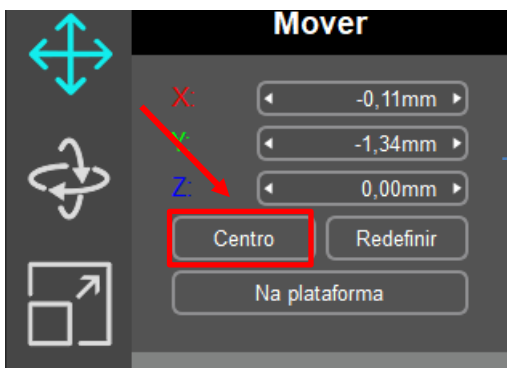 Mover
X: -0,11mm
Y: -1,34mm
Z: 0,00mm
Centro Redefinir
Na plataforma